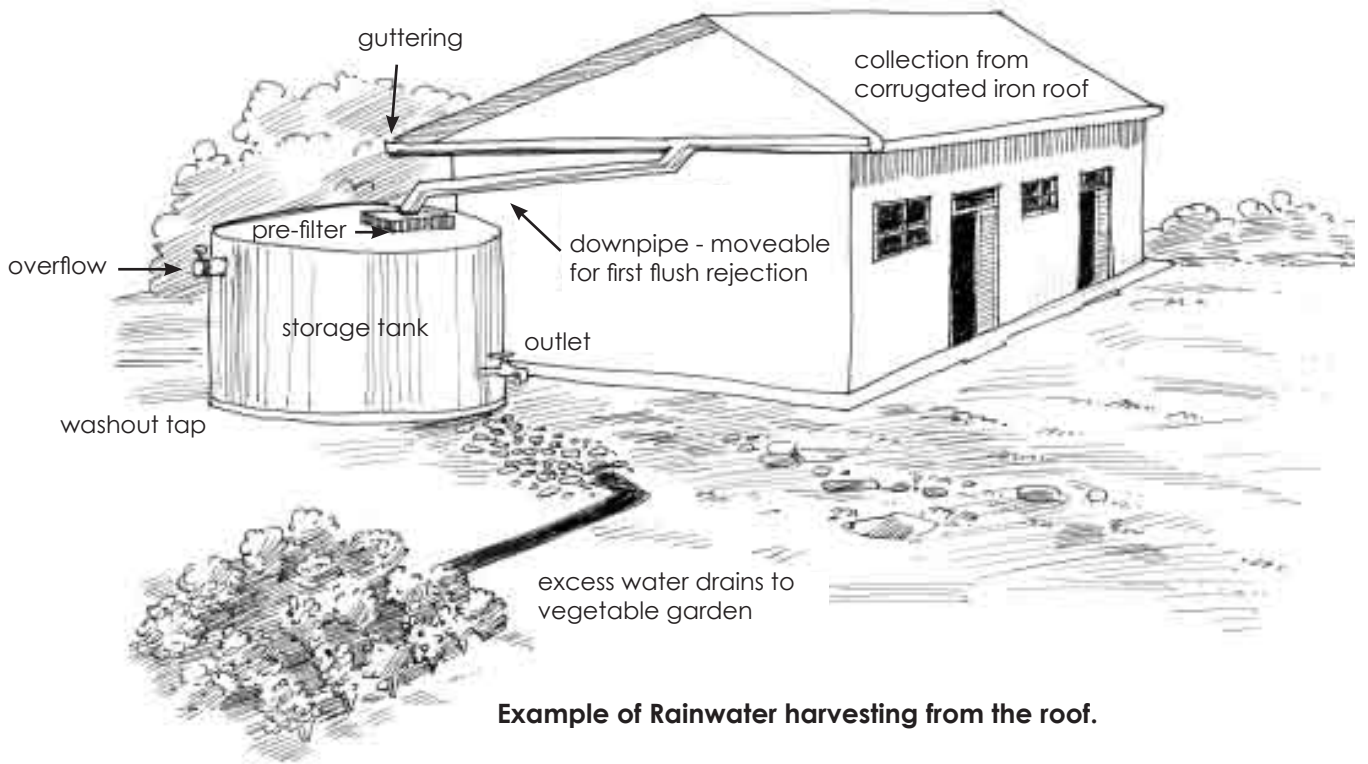 guttering
collection from
corrugated iron roof
pre-filter
overflow
downpipe - moveable
for first flush rejection
storage tank
outlet
washout tap
excess water drains to
vegetable garden
Example of Rainwater harvesting from the roof.